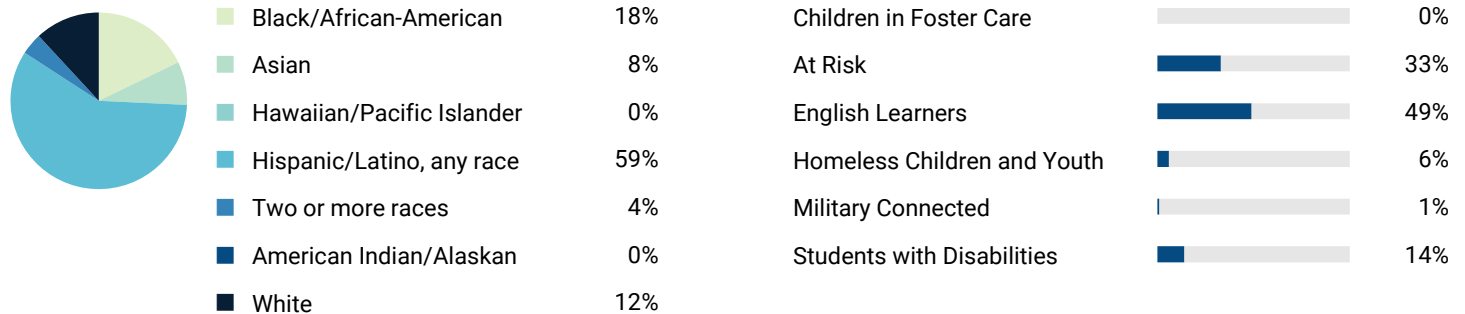 Black/African-American 18%
Asian 8%
Hawaiian/Pacific Islander 0%
Hispanic/Latino, any race 59%
Two or more races 4%
American Indian/Alaskan 0%
White 12%
Children in Foster Care 0%
At Risk 33%
English Learners 49%
Homeless Children and Youth 6%
Military Connected 1%
Students with Disabilities 14%